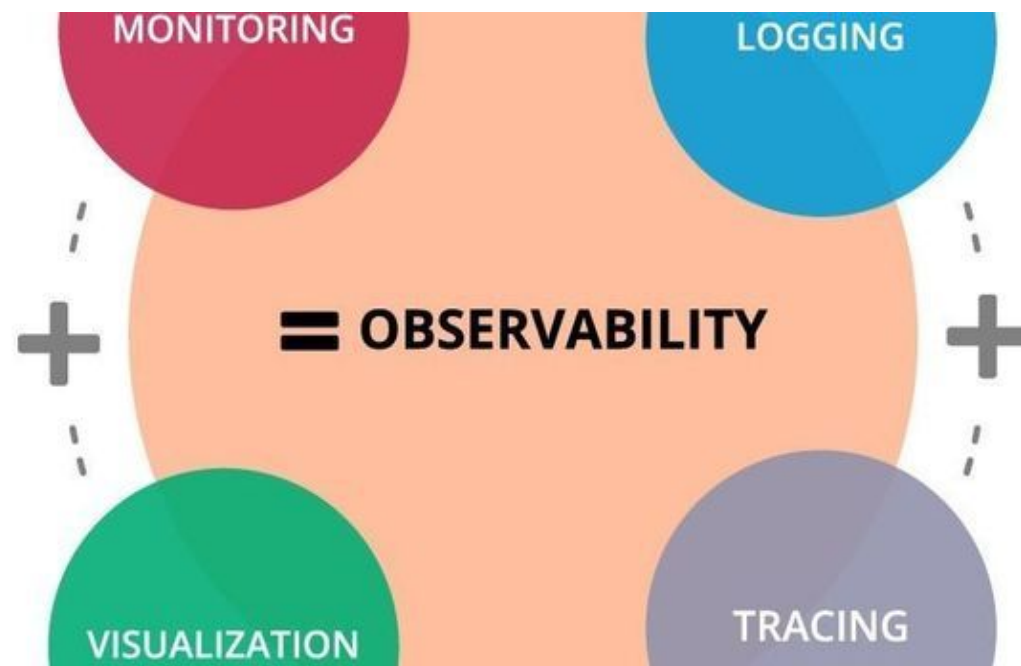 MONITORING
LOGGING
= OBSERVABILITY
+
+
VISUALIZATION
TRACING